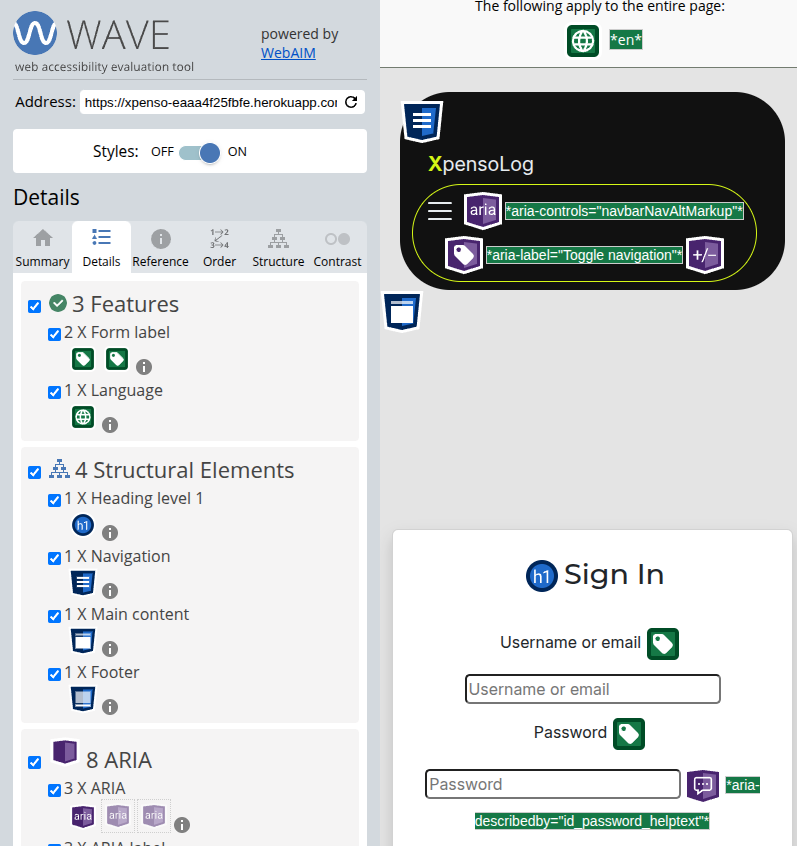 WAVE
web accessibility evaluation tool
powered by
WebAIM
Address: https://xpenso-eaaa4f25fbfe.herokuapp.co
Styles: OFF ON
Details
Summary Details Reference Order Structure Contrast
3 Features
2 X Form label
1 X Language
4 Structural Elements
1 X Heading level 1
h1
1 X Navigation
1 X Main content
1 X Footer
8 ARIA
3 X ARIA
aria aria aria
The following apply to the entire page:
*en*
XpensoLog
aria *aria-controls="navbarNavAltMarkup"*
*aria-label="Toggle navigation"* +/−
h1 Sign In
Username or email
Username or email
Password
Password *aria-
describedby="id_password_helptext"*